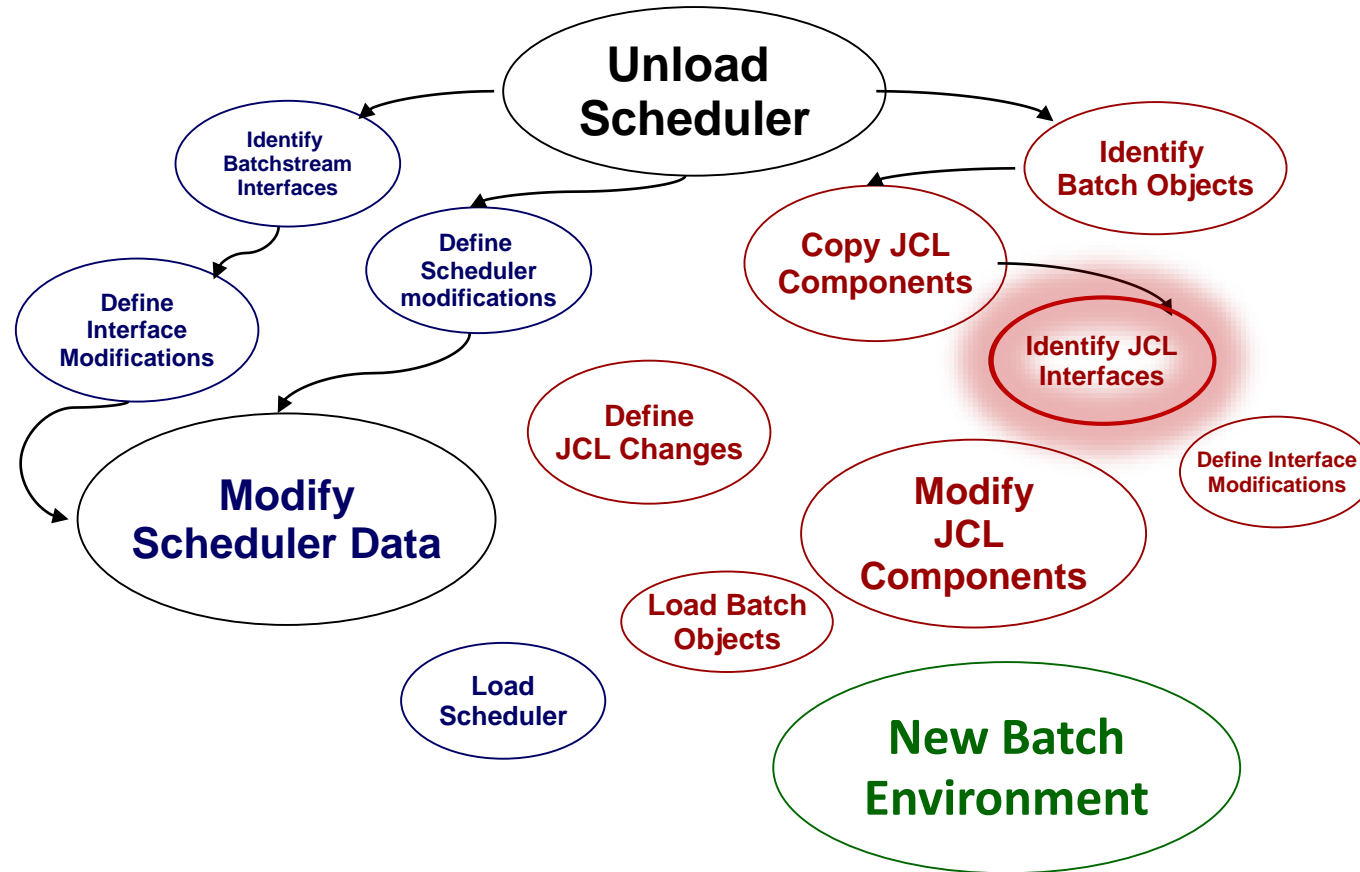 Unload
Scheduler
Identify
Batchstream
Interfaces
Identify
Batch Objects
Define
Scheduler
modifications
Copy JCL
Components
Define
Interface
Modifications
Identify JCL
Interfaces
Define
JCL Changes
Define Interface
Modifications
Modify
Scheduler Data
Modify
JCL
Components
Load Batch
Objects
Load
Scheduler
New Batch
Environment